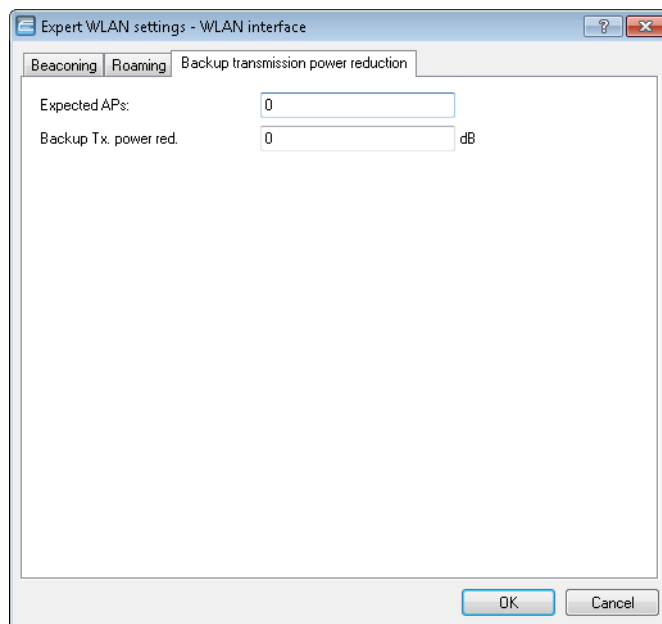 Expert WLAN settings - WLAN interface
Beaconing Roaming Backup transmission power reduction
Expected APs: 0
Backup Tx. power red. 0 dB
OK Cancel